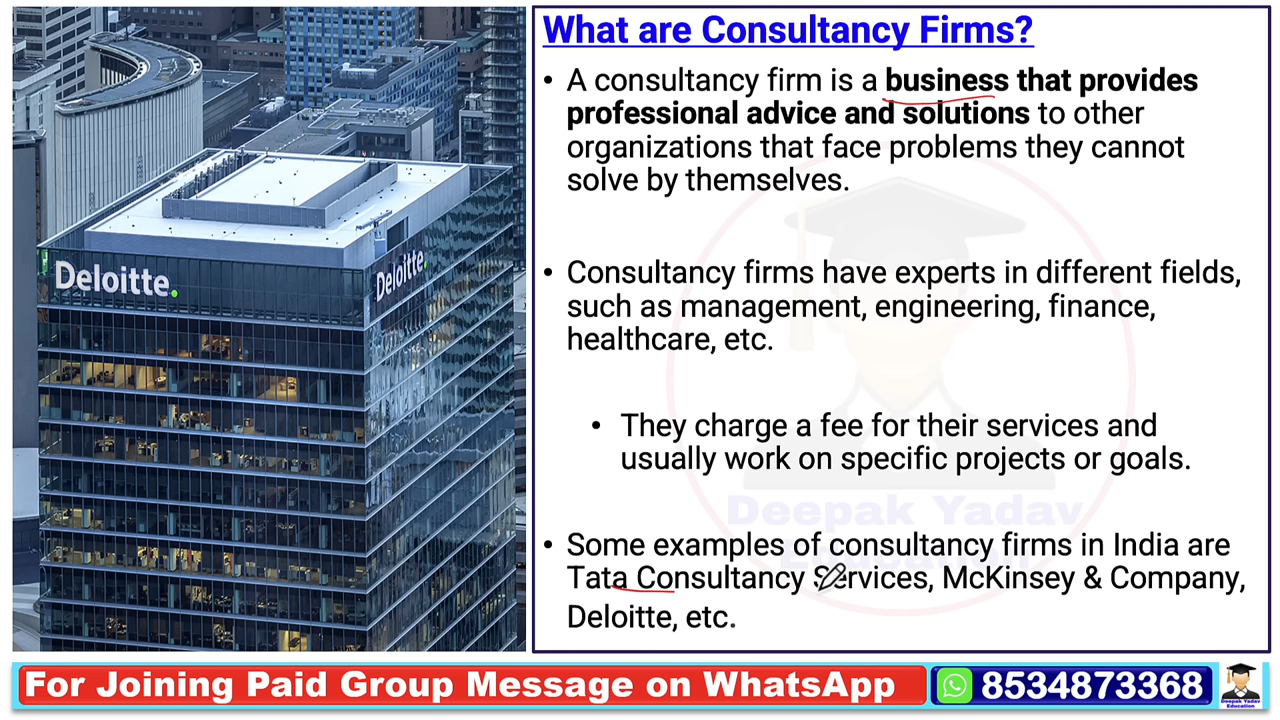 What are Consultancy Firms?
• A consultancy firm is a business that provides
professional advice and solutions to other
organizations that face problems they cannot
solve by themselves.
• Consultancy firms have experts in different fields,
such as management, engineering, finance,
healthcare, etc.
• They charge a fee for their services and
usually work on specific projects or goals.
• Some examples of consultancy firms in India are
Tata Consultancy Services, McKinsey & Company,
Deloitte, etc.
Deloitte.
Deloitte.
Deepak Yadav
Education
For Joining Paid Group Message on WhatsApp
8534873368
Deepak Yadav
Education